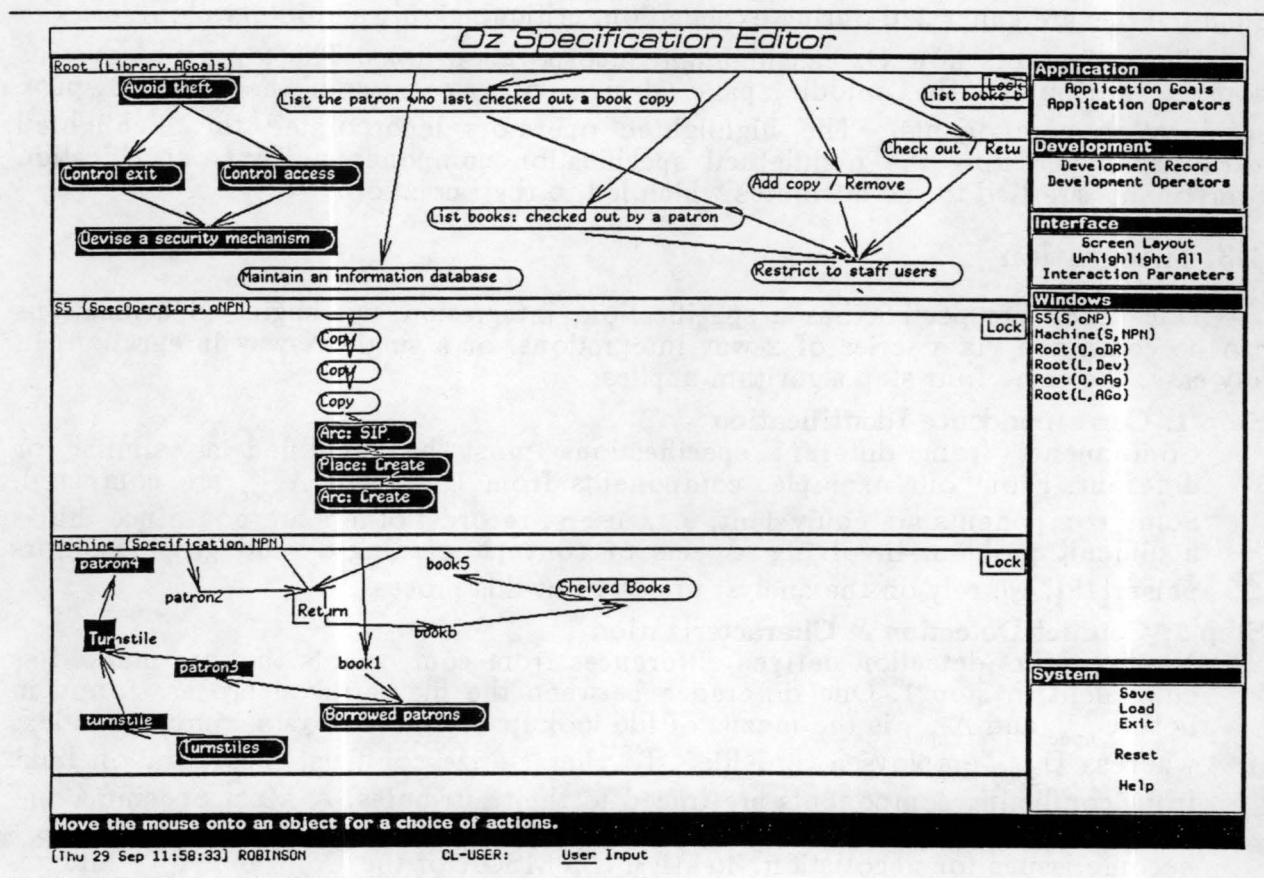 Oz Specification Editor
Root (Library,AGoals)
Avoid theft
List the patron who last checked out a book copy
Lock
List books b
Check out / Retu
Control exit
Control access
Add copy / Remove
List books: checked out by a patron
Devise a security mechanism
Maintain an information database
Restrict to staff users
S5 (SpecOperators,oNPN)
Lock
Copy
Copy
Copy
Arc: SIP
Place: Create
Arc: Create
Machine (Specification,NPN)
Lock
patron4
book5
Shelved Books
patron2
Return
Turnstile
bookb
patron3
book1
turnstile
Borrowed patrons
Turnstiles
Application
Application Goals
Application Operators
Development
Development Record
Development Operators
Interface
Screen Layout
Unhighlight All
Interaction Parameters
Windows
S5(S,oNP)
Machine(S,NPN)
Root(O,oDR)
Root(L,Dev)
Root(O,oAg)
Root(L,AGo)
System
Save
Load
Exit
Reset
Help
Move the mouse onto an object for a choice of actions.
[Thu 29 Sep 11:58:33] ROBINSON CL-USER: User Input